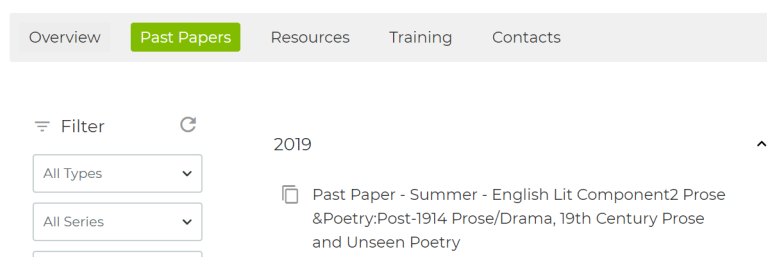 Overview Past Papers Resources Training Contacts
Filter
2019
All Types
All Series
Past Paper - Summer - English Lit Component2 Prose
&Poetry:Post-1914 Prose/Drama, 19th Century Prose
and Unseen Poetry